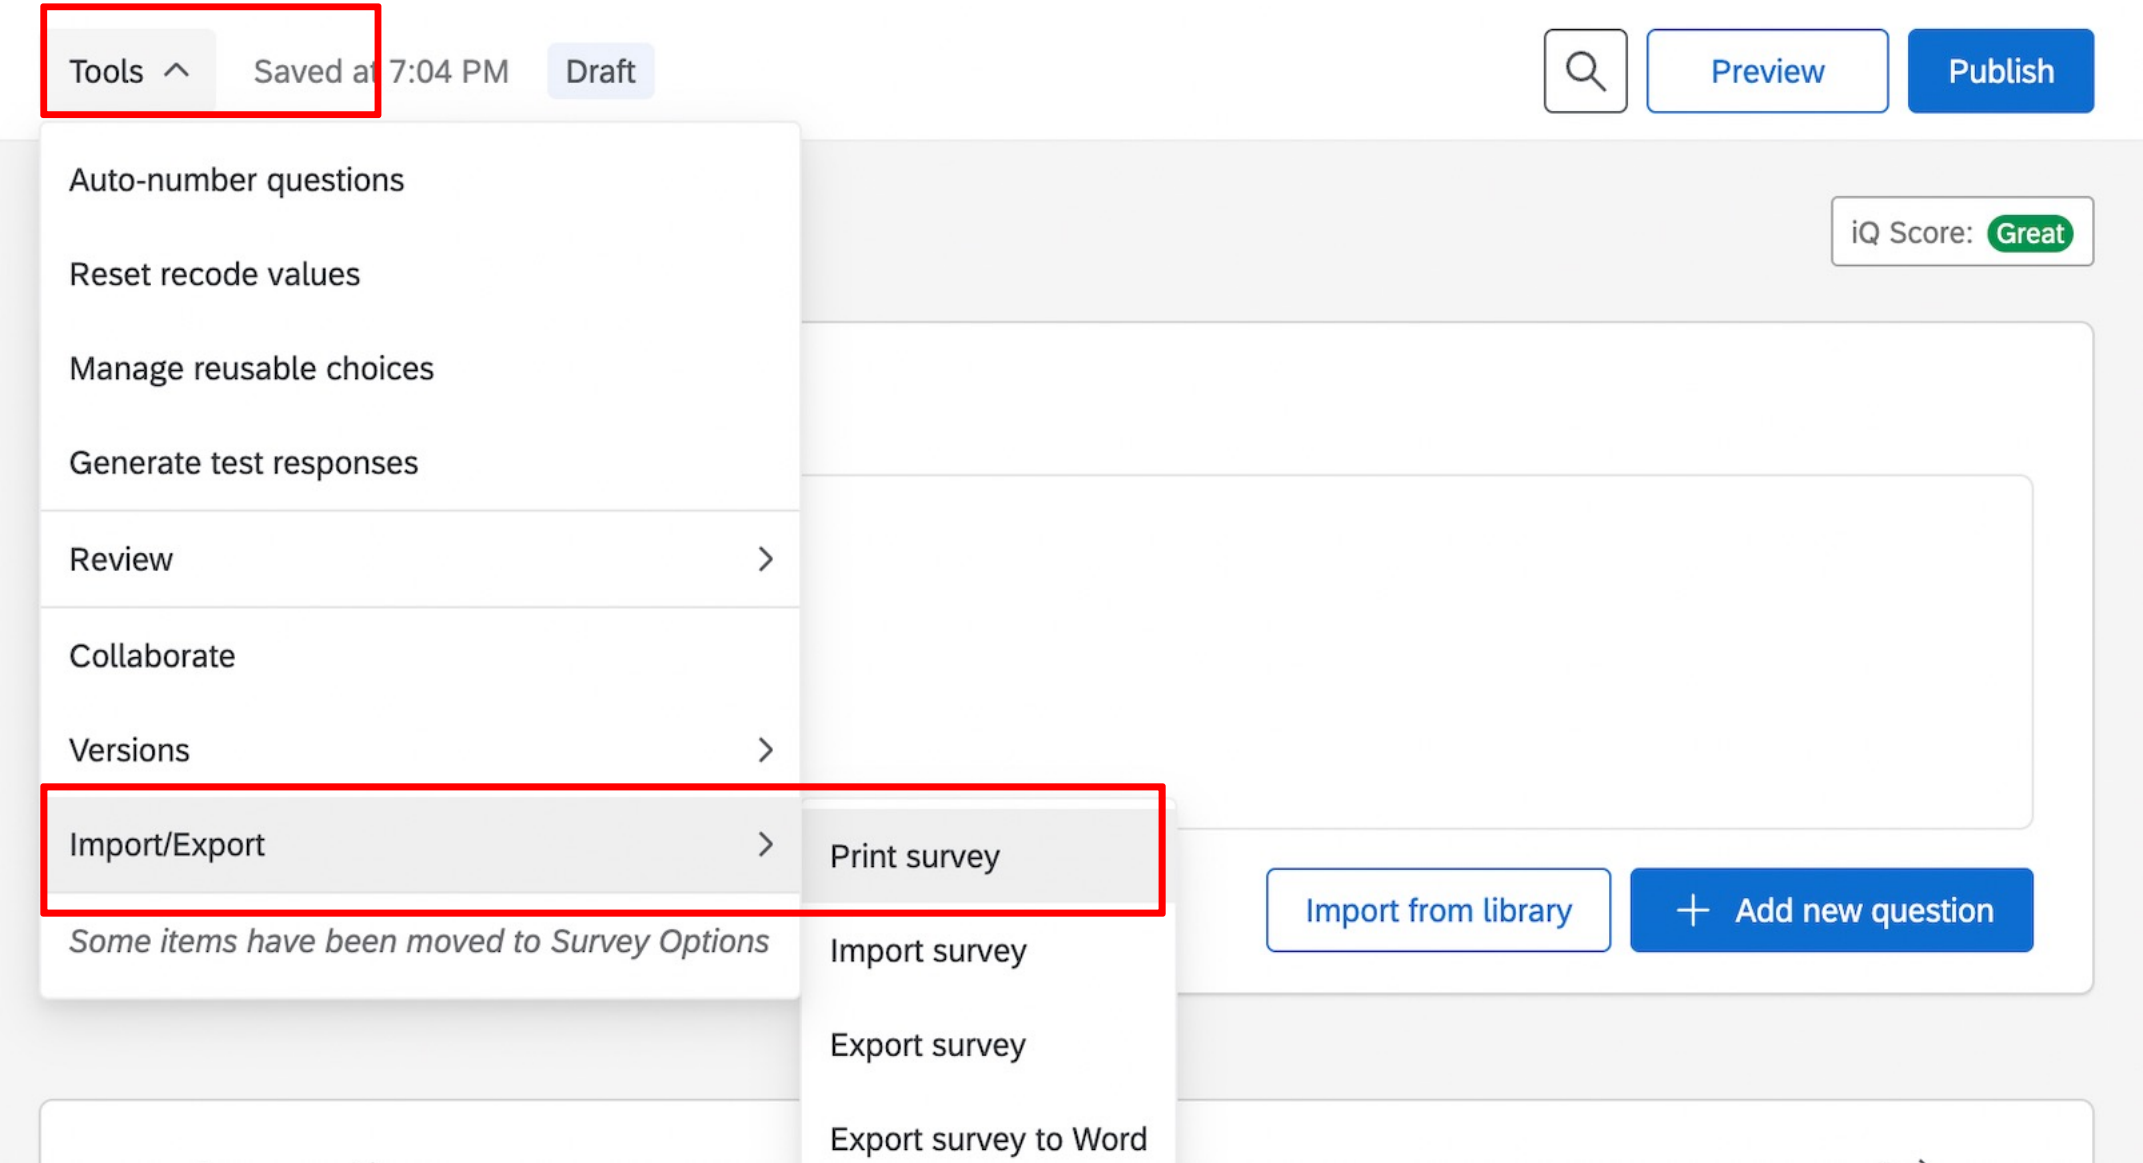 Tools Saved at 7:04 PM Draft Preview Publish
Auto-number questions
iQ Score: Great
Reset recode values
Manage reusable choices
Generate test responses
Review
Collaborate
Versions
Import/Export
Print survey
Import from library
+ Add new question
Some items have been moved to Survey Options
Import survey
Export survey
Export survey to Word